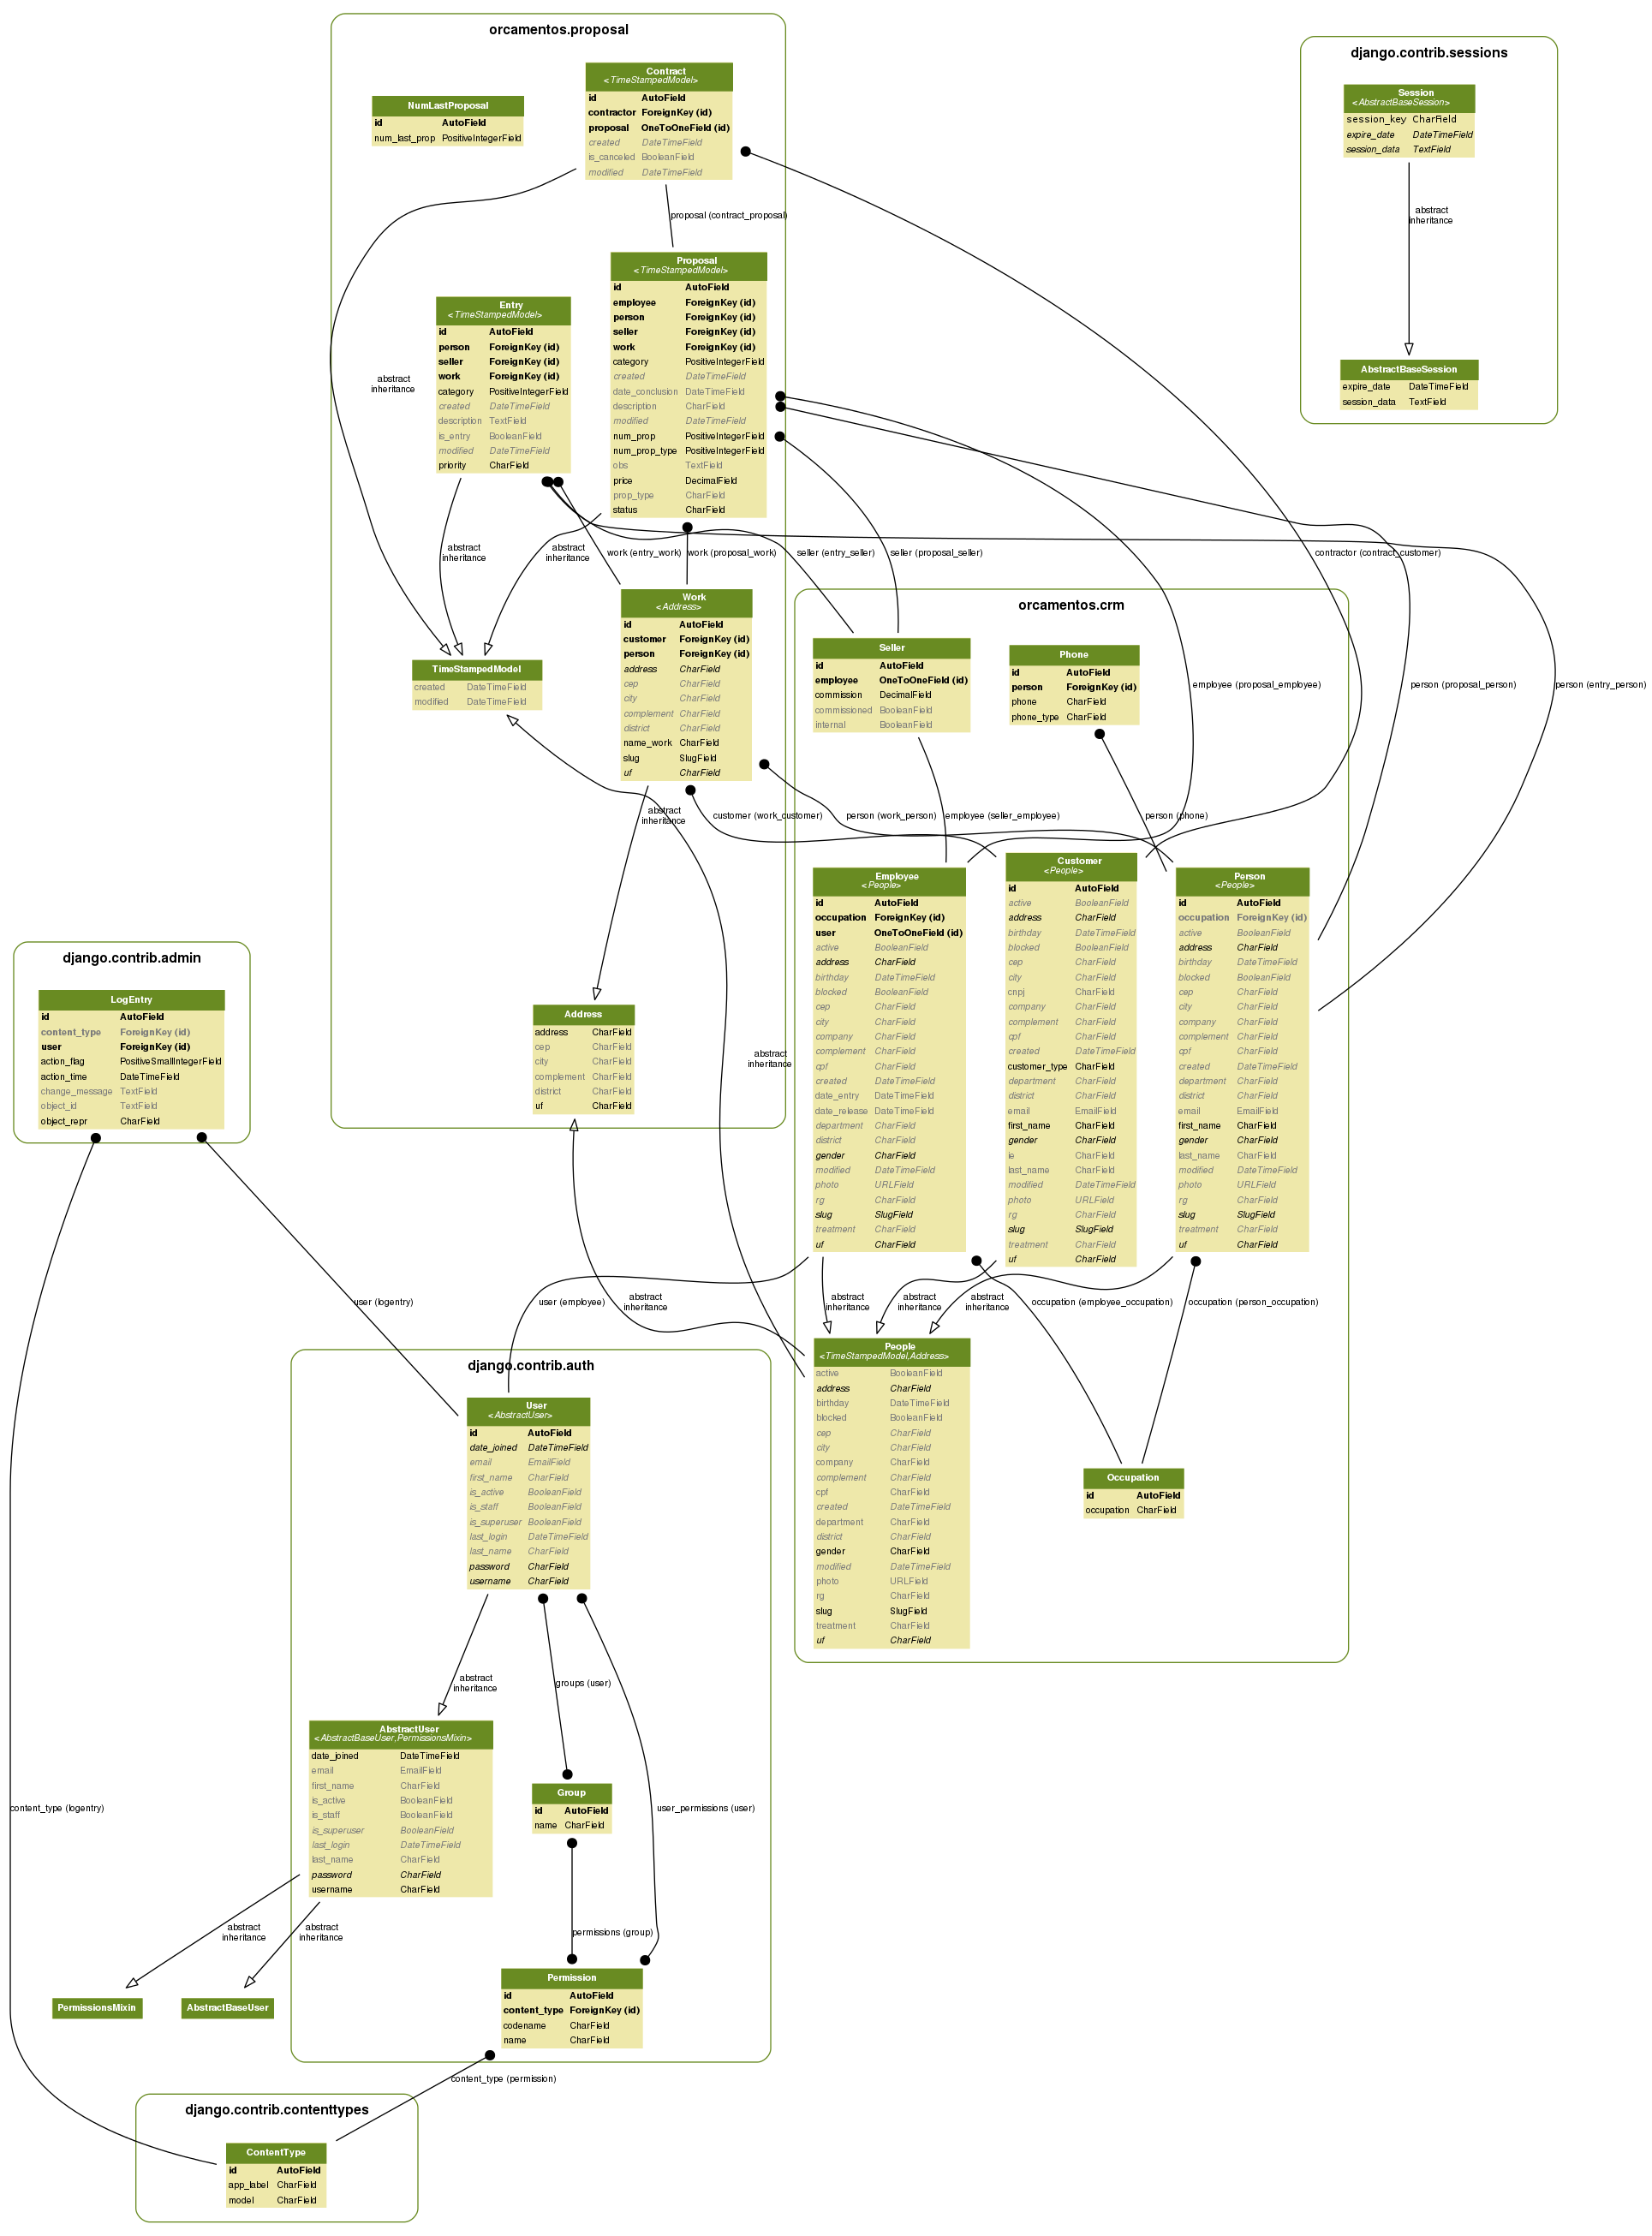 orcamentos.proposal
NumLastProposal
id AutoField
num_last_prop PositiveIntegerField
Contract
<TimeStampedModel>
id AutoField
contractor ForeignKey (id)
proposal OneToOneField (id)
created DateTimeField
is_canceled BooleanField
modified DateTimeField
proposal (contract_proposal)
Proposal
<TimeStampedModel>
id AutoField
employee ForeignKey (id)
person ForeignKey (id)
seller ForeignKey (id)
work ForeignKey (id)
category PositiveIntegerField
created DateTimeField
date_conclusion DateTimeField
description CharField
modified DateTimeField
num_prop PositiveIntegerField
num_prop_type PositiveIntegerField
obs TextField
price DecimalField
prop_type CharField
status CharField
Entry
<TimeStampedModel>
id AutoField
person ForeignKey (id)
seller ForeignKey (id)
work ForeignKey (id)
category PositiveIntegerField
created DateTimeField
description TextField
is_entry BooleanField
modified DateTimeField
priority CharField
abstract
inheritance
abstract
inheritance
abstract
inheritance
work (entry_work)
work (proposal_work)
seller (entry_seller)
seller (proposal_seller)
contractor (contract_customer)
TimeStampedModel
created DateTimeField
modified DateTimeField
Work
<Address>
id AutoField
customer ForeignKey (id)
person ForeignKey (id)
address CharField
cep CharField
city CharField
complement CharField
district CharField
name_work CharField
slug SlugField
uf CharField
abstract
inheritance
customer (work_customer)
person (work_person)
employee (seller_employee)
person (phone)
Address
address CharField
cep CharField
city CharField
complement CharField
district CharField
uf CharField
abstract
inheritance
django.contrib.sessions
Session
<AbstractBaseSession>
session_key CharField
expire_date DateTimeField
session_data TextField
abstract
inheritance
AbstractBaseSession
expire_date DateTimeField
session_data TextField
orcamentos.crm
Seller
id AutoField
employee OneToOneField (id)
commission DecimalField
commissioned BooleanField
internal BooleanField
Phone
id AutoField
person ForeignKey (id)
phone CharField
phone_type CharField
employee (proposal_employee)
person (proposal_person)
person (entry_person)
Employee
<People>
id AutoField
occupation ForeignKey (id)
user OneToOneField (id)
active BooleanField
address CharField
birthday DateTimeField
blocked BooleanField
cep CharField
city CharField
company CharField
complement CharField
cpf CharField
created DateTimeField
date_entry DateTimeField
date_release DateTimeField
department CharField
district CharField
gender CharField
modified DateTimeField
photo URLField
rg CharField
slug SlugField
treatment CharField
uf CharField
Customer
<People>
id AutoField
active BooleanField
address CharField
birthday DateTimeField
blocked BooleanField
cep CharField
city CharField
cnpj CharField
company CharField
complement CharField
cpf CharField
created DateTimeField
customer_type CharField
department CharField
district CharField
email EmailField
first_name CharField
gender CharField
ie CharField
last_name CharField
modified DateTimeField
photo URLField
rg CharField
slug SlugField
treatment CharField
uf CharField
Person
<People>
id AutoField
occupation ForeignKey (id)
active BooleanField
address CharField
birthday DateTimeField
blocked BooleanField
cep CharField
city CharField
company CharField
complement CharField
cpf CharField
created DateTimeField
department CharField
district CharField
email EmailField
first_name CharField
gender CharField
last_name CharField
modified DateTimeField
photo URLField
rg CharField
slug SlugField
treatment CharField
uf CharField
user (logentry)
user (employee)
abstract
inheritance
abstract
inheritance
abstract
inheritance
abstract
inheritance
occupation (employee_occupation)
occupation (person_occupation)
People
<TimeStampedModel,Address>
active BooleanField
address CharField
birthday DateTimeField
blocked BooleanField
cep CharField
city CharField
company CharField
complement CharField
cpf CharField
created DateTimeField
department CharField
district CharField
gender CharField
modified DateTimeField
photo URLField
rg CharField
slug SlugField
treatment CharField
uf CharField
Occupation
id AutoField
occupation CharField
django.contrib.admin
LogEntry
id AutoField
content_type ForeignKey (id)
user ForeignKey (id)
action_flag PositiveSmallIntegerField
action_time DateTimeField
change_message TextField
object_id TextField
object_repr CharField
django.contrib.auth
User
<AbstractUser>
id AutoField
date_joined DateTimeField
email EmailField
first_name CharField
is_active BooleanField
is_staff BooleanField
is_superuser BooleanField
last_login DateTimeField
last_name CharField
password CharField
username CharField
abstract
inheritance
groups (user)
AbstractUser
<AbstractBaseUser,PermissionsMixin>
date_joined DateTimeField
email EmailField
first_name CharField
is_active BooleanField
is_staff BooleanField
is_superuser BooleanField
last_login DateTimeField
last_name CharField
password CharField
username CharField
Group
id AutoField
name CharField
user_permissions (user)
content_type (logentry)
abstract
inheritance
abstract
inheritance
permissions (group)
PermissionsMixin
AbstractBaseUser
Permission
id AutoField
content_type ForeignKey (id)
codename CharField
name CharField
content_type (permission)
django.contrib.contenttypes
ContentType
id AutoField
app_label CharField
model CharField